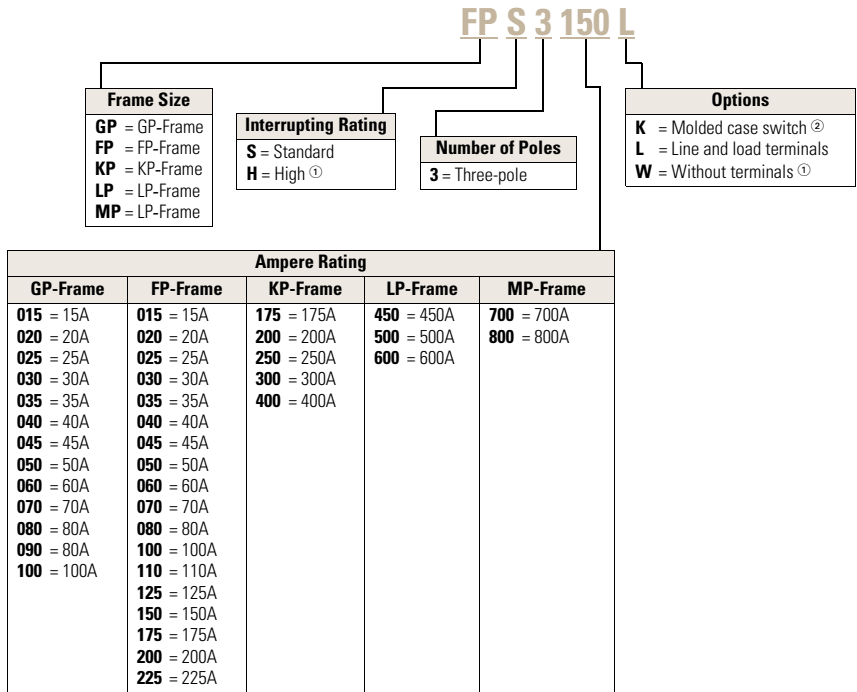 FP S 3 150 L
Frame Size
GP = GP-Frame
FP = FP-Frame
KP = KP-Frame
LP = LP-Frame
MP = LP-Frame
Interrupting Rating
S = Standard
H = High ①
Number of Poles
3 = Three-pole
Options
K = Molded case switch ②
L = Line and load terminals
W = Without terminals ①
Ampere Rating
GP-Frame FP-Frame KP-Frame LP-Frame MP-Frame
015 = 15A 015 = 15A 175 = 175A 450 = 450A 700 = 700A
020 = 20A 020 = 20A 200 = 200A 500 = 500A 800 = 800A
025 = 25A 025 = 25A 250 = 250A 600 = 600A
030 = 30A 030 = 30A 300 = 300A
035 = 35A 035 = 35A 400 = 400A
040 = 40A 040 = 40A
045 = 45A 045 = 45A
050 = 50A 050 = 50A
060 = 60A 060 = 60A
070 = 70A 070 = 70A
080 = 80A 080 = 80A
090 = 80A 100 = 100A
100 = 100A 110 = 110A
125 = 125A
150 = 150A
175 = 175A
200 = 200A
225 = 225A